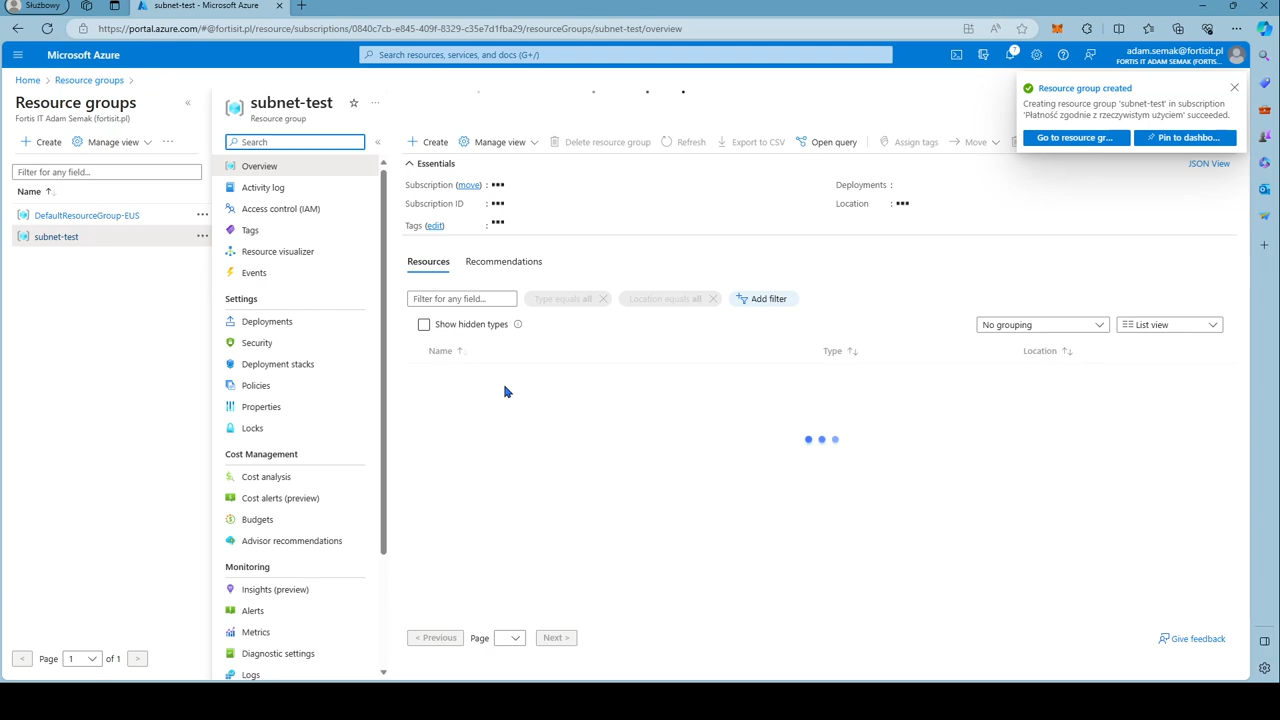 Służbowy
subnet-test - Microsoft Azure
https://portal.azure.com/#@fortisit.pl/resource/subscriptions/0840c7cb-e845-409f-8329-c35e7d1fba29/resourceGroups/subnet-test/overview
Microsoft Azure
Search resources, services, and docs (G+/)
7
adam.semak@fortisit.pl
FORTIS IT ADAM SEMAK (FORTIS...
Home > Resource groups >
Resource groups
Fortis IT Adam Semak (fortisit.pl)
Create
Manage view
...
Filter for any field...
Name
DefaultResourceGroup-EUS
subnet-test
Page 1 of 1
subnet-test
Resource group
Search
Overview
Activity log
Access control (IAM)
Tags
Resource visualizer
Events
Settings
Deployments
Security
Deployment stacks
Policies
Properties
Locks
Cost Management
Cost analysis
Cost alerts (preview)
Budgets
Advisor recommendations
Monitoring
Insights (preview)
Alerts
Metrics
Diagnostic settings
Logs
Create
Manage view
Delete resource group
Refresh
Export to CSV
Open query
Assign tags
Move
Resource group created
Creating resource group 'subnet-test' in subscription
'Płatność zgodnie z rzeczywistym użyciem' succeeded.
Go to resource gr...
Pin to dashbo...
Essentials
JSON View
Subscription (move) :
Deployments :
Subscription ID :
Location :
Tags (edit) :
Resources
Recommendations
Filter for any field...
Type equals all
Location equals all
Add filter
Show hidden types
No grouping
List view
Name
Type
Location
< Previous
Page
Next >
Give feedback